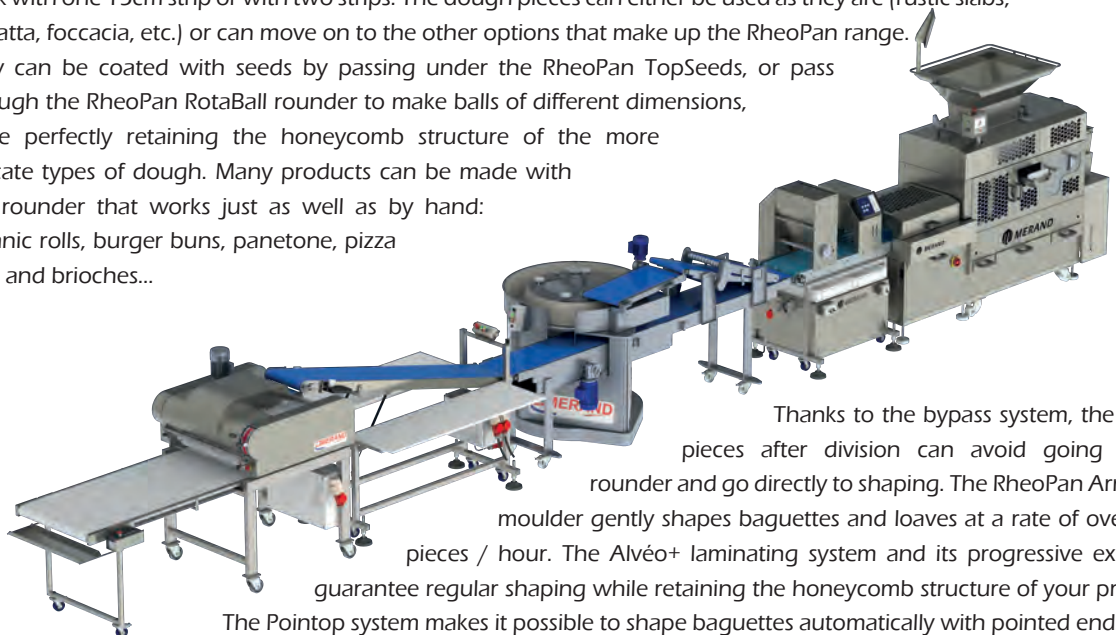 with one 15cm strip or with two strips. The dough pieces can either be used as they are (rustic slabs,
foccacia, etc.) or can move on to the other options that make up the RheoPan range.
can be coated with seeds by passing under the RheoPan TopSeeds, or pass
the RheoPan RotaBall rounder to make balls of different dimensions,
perfectly retaining the honeycomb structure of the more
types of dough. Many products can be made with
rounder that works just as well as by hand:
rolls, burger buns, panetone, pizza
and brioches...
MERAND
MERAND
MERAND
MERAND
MERAND
Thanks to the bypass system, the
pieces after division can avoid going
rounder and go directly to shaping. The RheoPan
moulder gently shapes baguettes and loaves at a rate of
pieces / hour. The Alvéo+ laminating system and its progressive
guarantee regular shaping while retaining the honeycomb structure of your
The Pointop system makes it possible to shape baguettes automatically with pointed